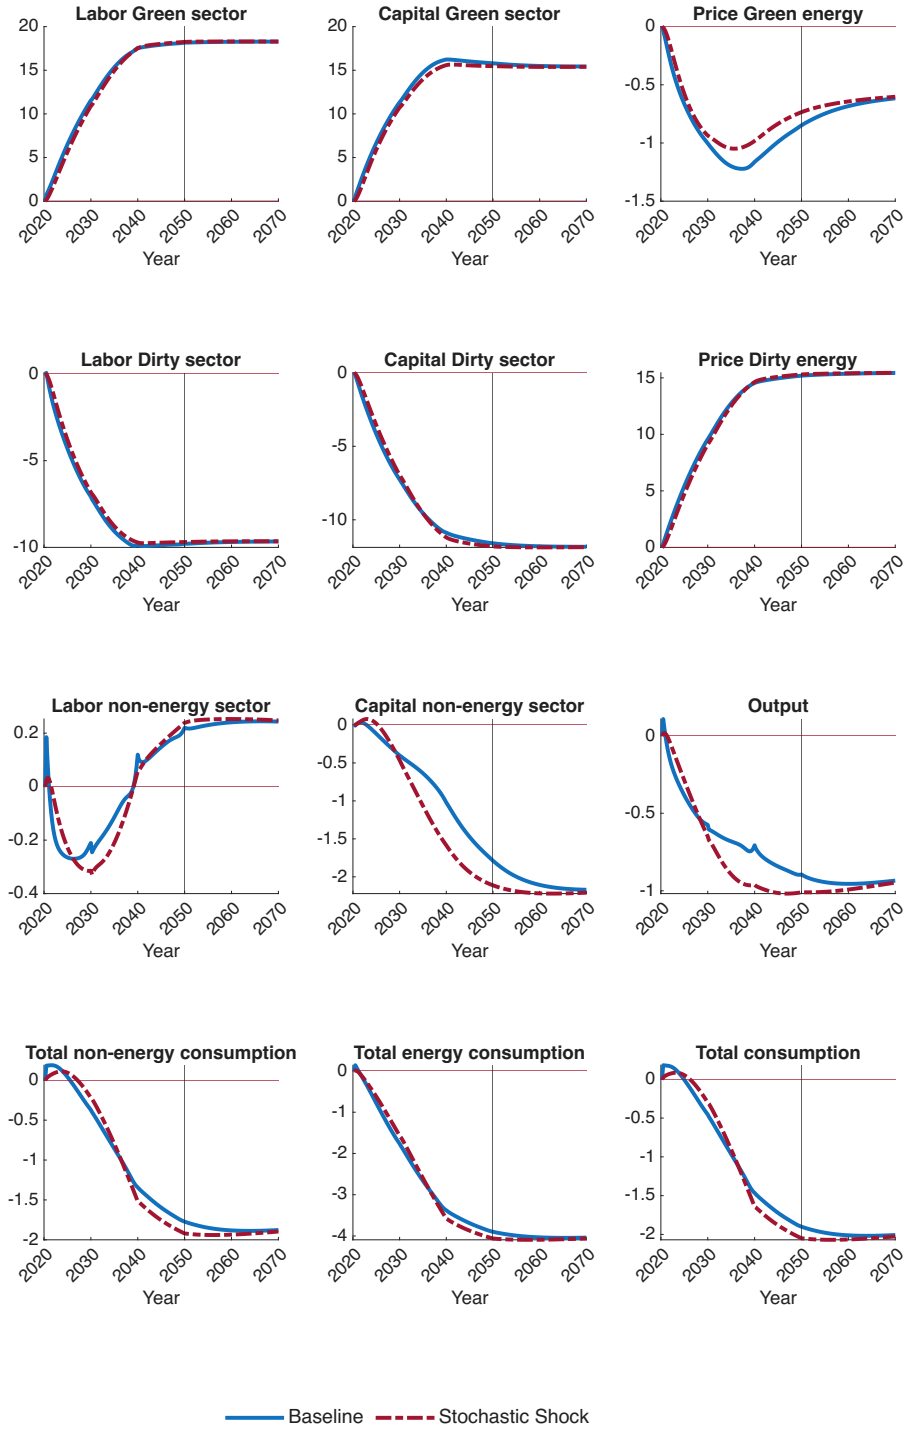 Labor Green sector Capital Green sector Price Green energy
20 20 0
15 15 -0.5
10 10 -1
5 5 -1.5
0 0
2020 2030 2040 2050 2060 2070 2020 2030 2040 2050 2060 2070 2020 2030 2040 2050 2060 2070
Year Year Year
Labor Dirty sector Capital Dirty sector Price Dirty energy
0 0 15
-5 -5 10
-10 -10 5
0
2020 2030 2040 2050 2060 2070 2020 2030 2040 2050 2060 2070 2020 2030 2040 2050 2060 2070
Year Year Year
Labor non-energy sector Capital non-energy sector Output
0.2 0 0
0 -0.5 -0.5
-0.2 -1 -1
-0.4 -1.5
-2
2020 2030 2040 2050 2060 2070 2020 2030 2040 2050 2060 2070 2020 2030 2040 2050 2060 2070
Year Year Year
Total non-energy consumption Total energy consumption Total consumption
0 0 0
-0.5 -1 -0.5
-1 -2 -1
-1.5 -3 -1.5
-2 -4 -2
2020 2030 2040 2050 2060 2070 2020 2030 2040 2050 2060 2070 2020 2030 2040 2050 2060 2070
Year Year Year
Baseline Stochastic Shock